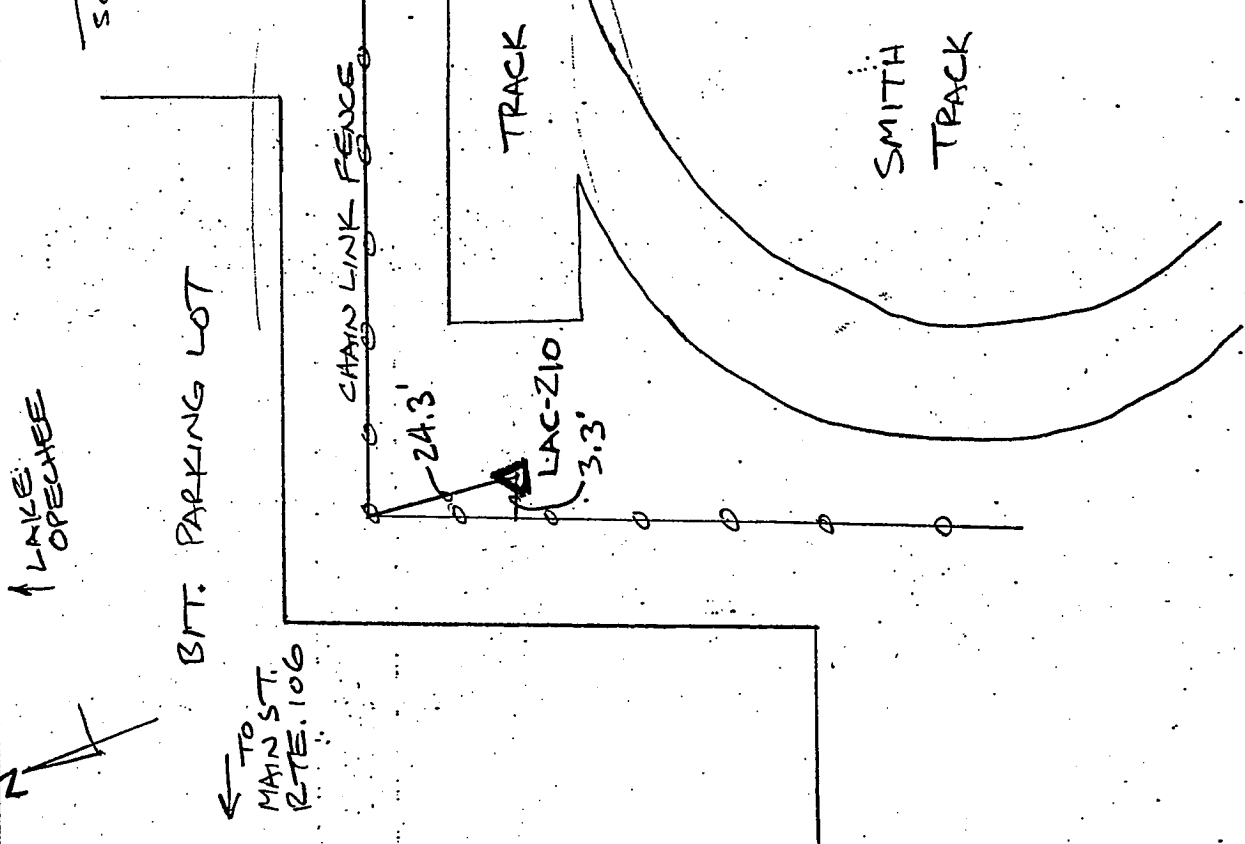 ↑ LAKE
OPECHEE
BIT. PARKING LOT
N
← TO
MAIN ST.
RTE. 106
CHAIN LINK FENCE
TRACK
SMITH
TRACK
24.3'
LAC-210
3.3'